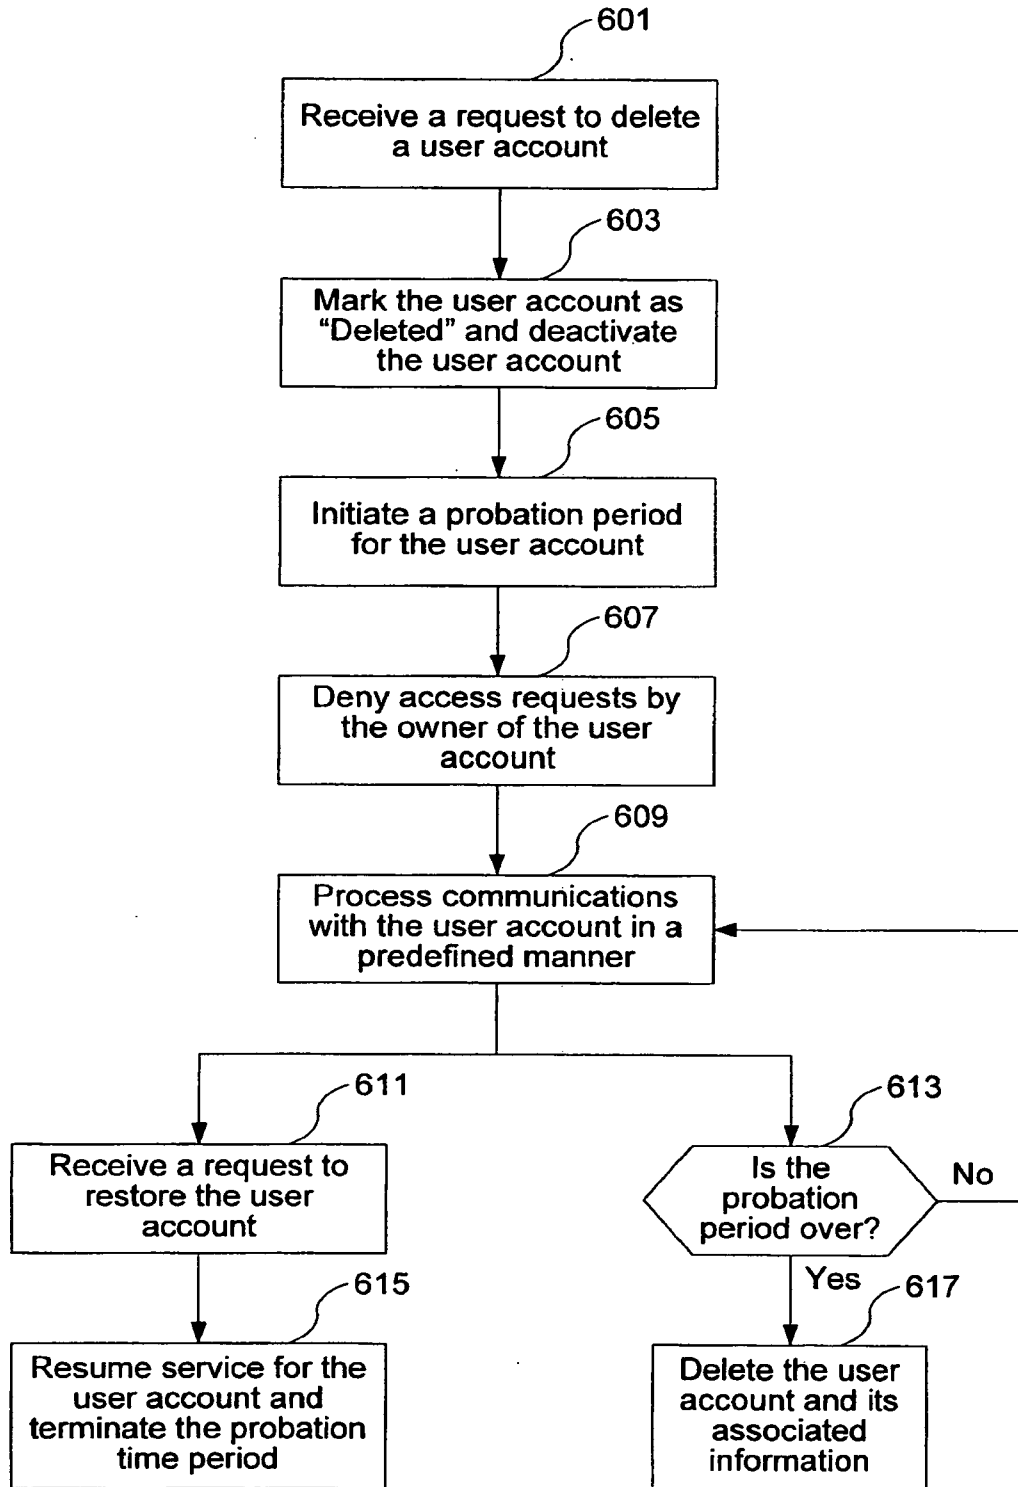 601
Receive a request to delete
a user account
603
Mark the user account as
“Deleted” and deactivate
the user account
605
Initiate a probation period
for the user account
607
Deny access requests by
the owner of the user
account
609
Process communications
with the user account in a
predefined manner
611
Receive a request to
restore the user
account
613
Is the
probation
period over?
No
Yes
615
Resume service for the
user account and
terminate the probation
time period
617
Delete the user
account and its
associated
information